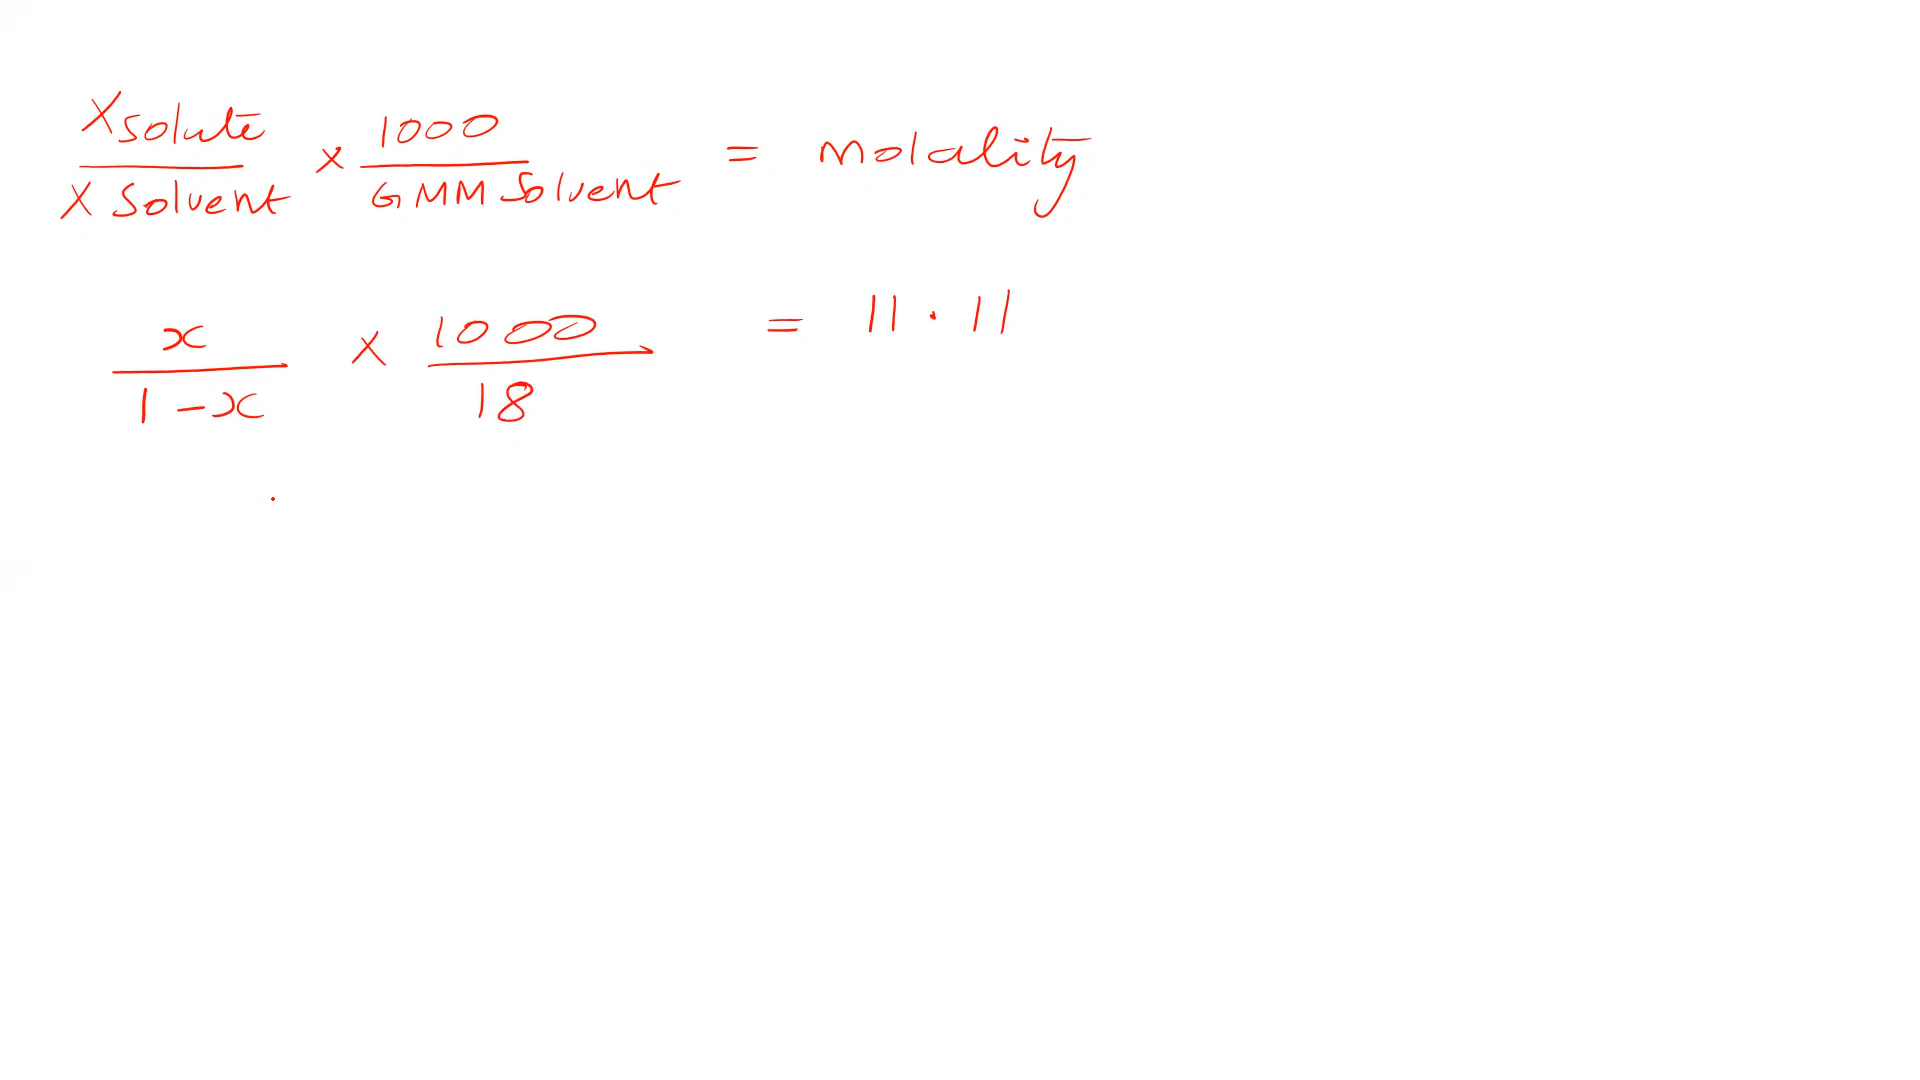 Xsolute / X Solvent × 1000 / GMM Solvent = molality
x / 1 - x × 1000 / 18 = 11.11